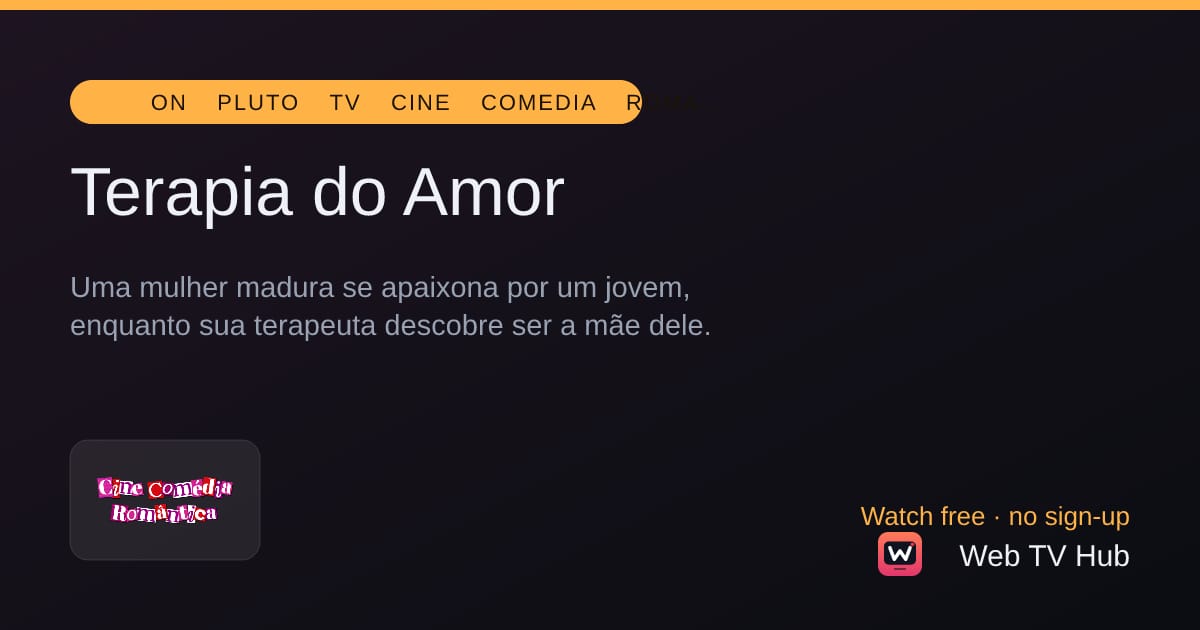 ON PLUTO TV CINE COMEDIA
Terapia do Amor
Uma mulher madura se apaixona por um jovem,
enquanto sua terapeuta descobre ser a mãe dele.
Cine Comédia
Romântica
Watch free · no sign-up
W
Web TV Hub